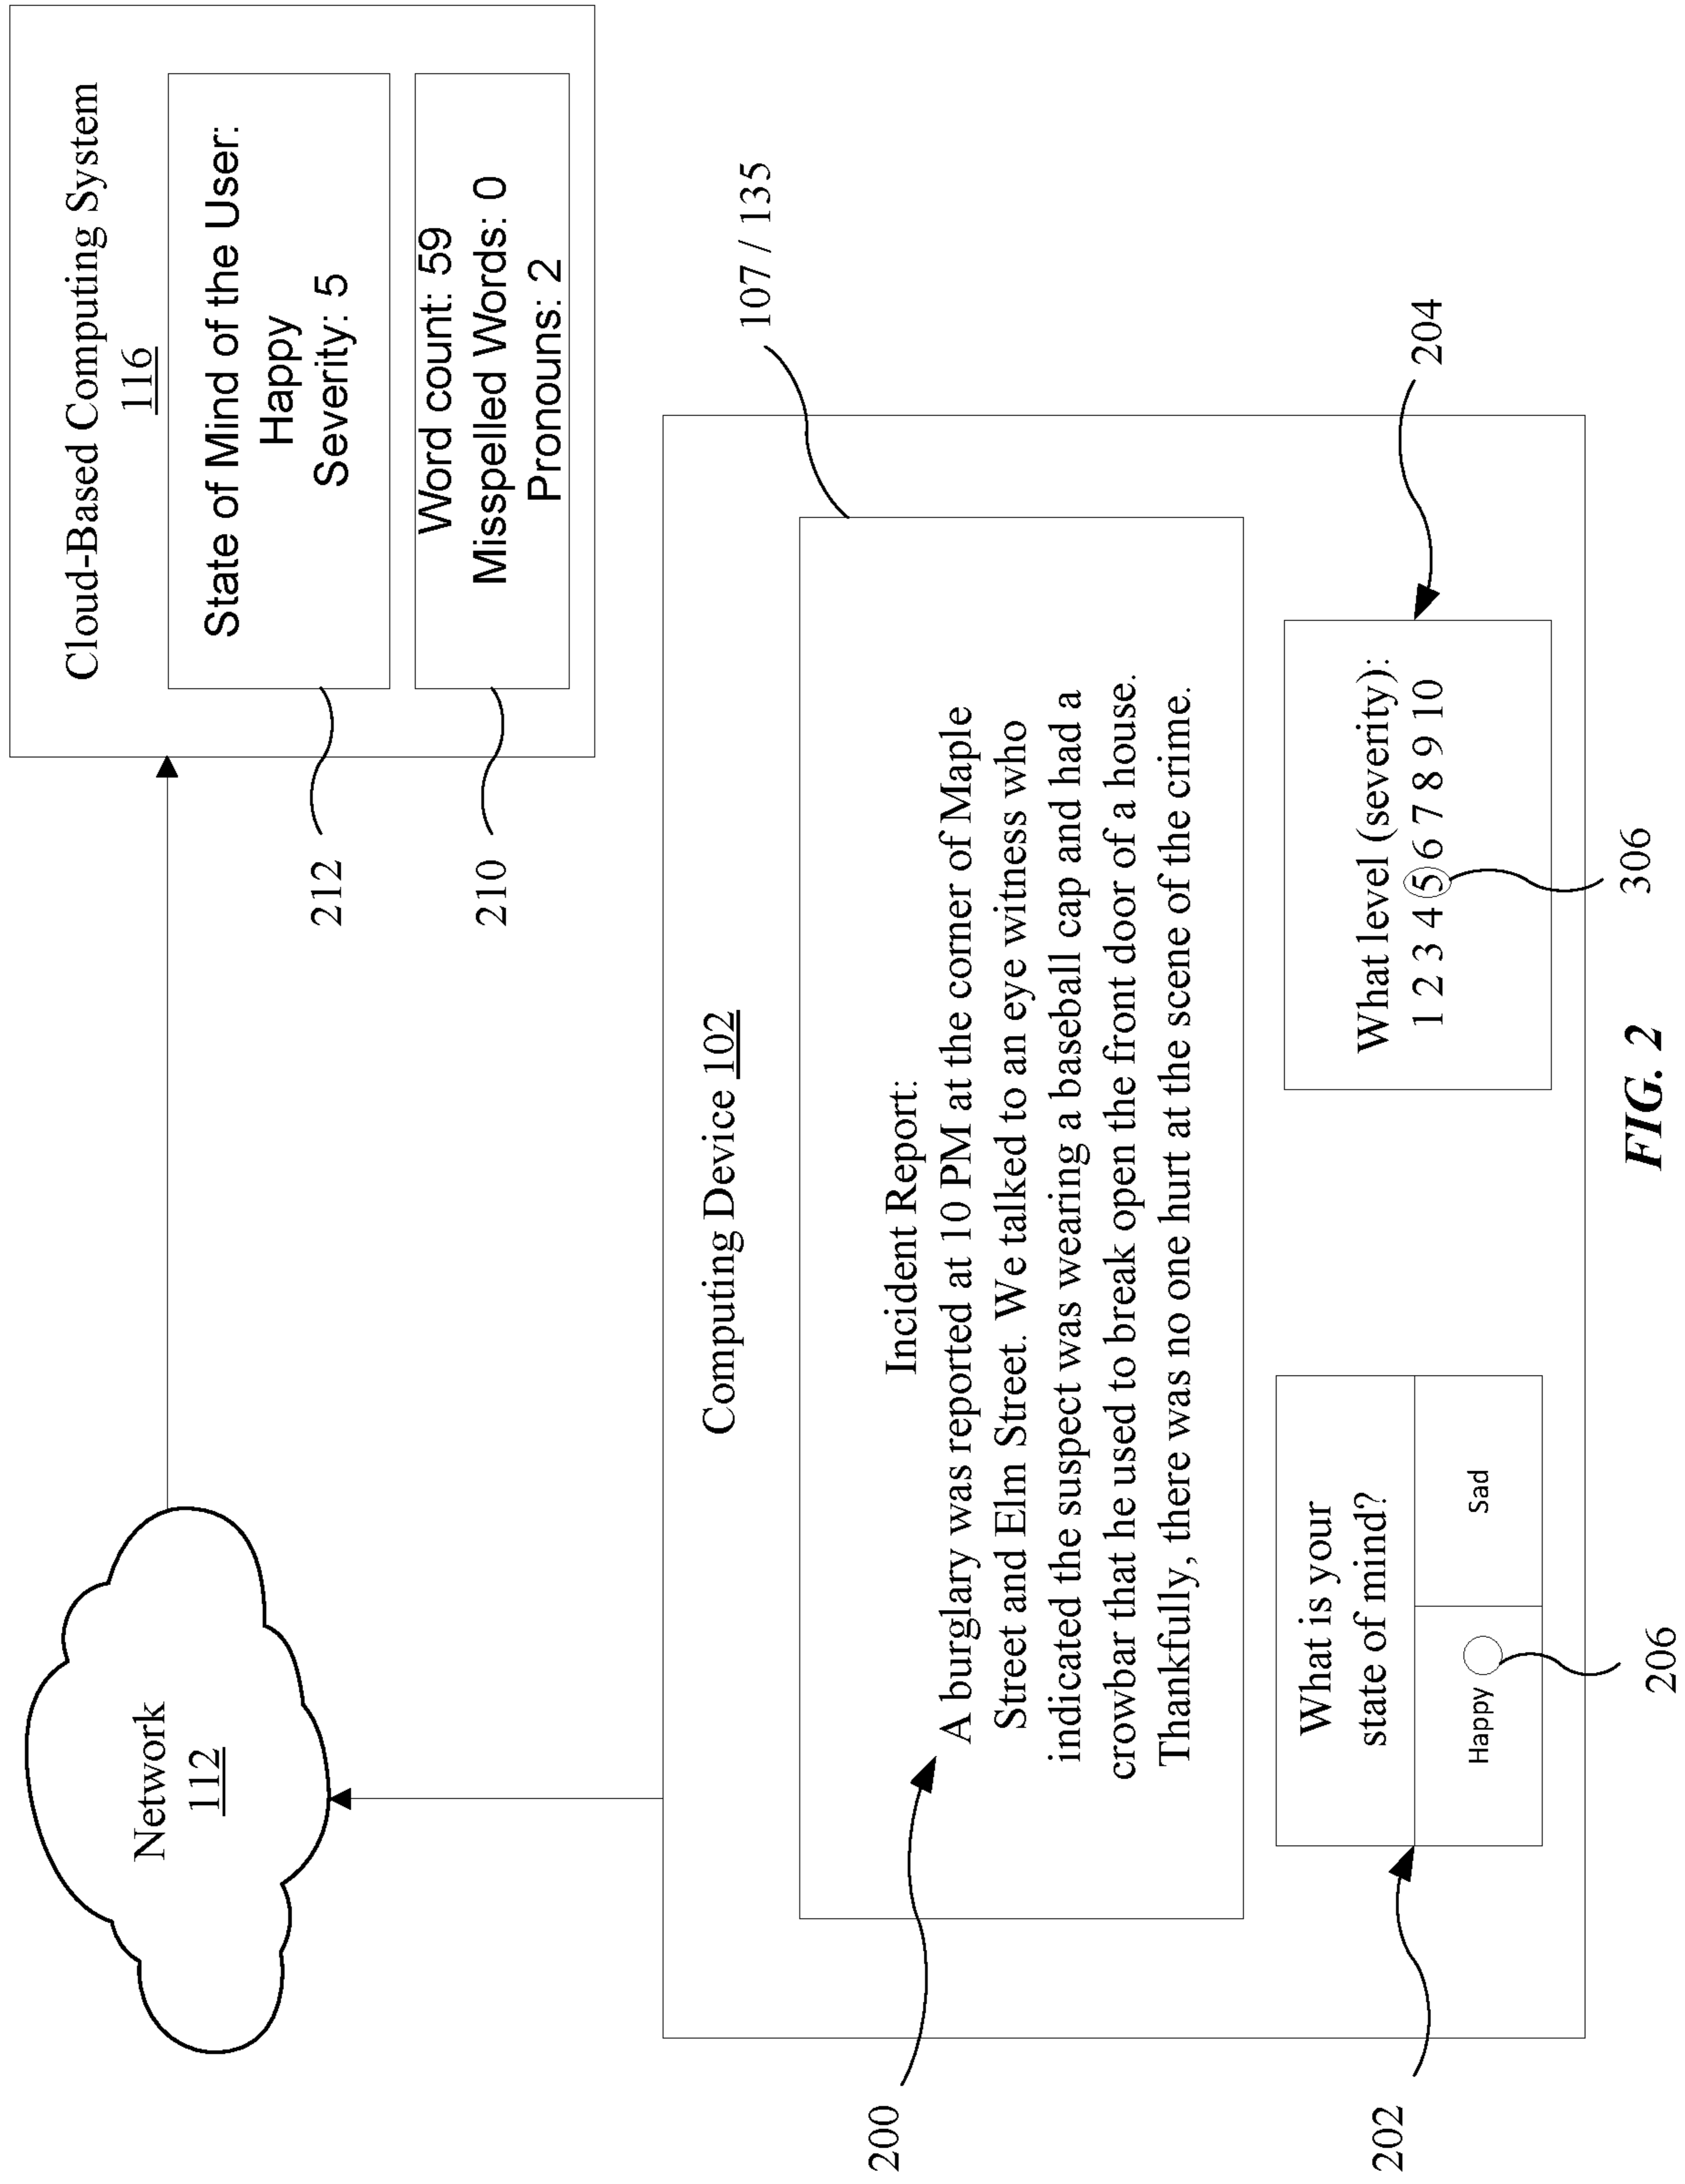 Cloud-Based Computing System
116
State of Mind of the User:
Happy
Severity: 5
212
Word count: 59
Misspelled Words: 0
Pronouns: 2
210
Network
112
Computing Device 102
107 / 135
Incident Report:
A burglary was reported at 10 PM at the corner of Maple
Street and Elm Street. We talked to an eye witness who
indicated the suspect was wearing a baseball cap and had a
crowbar that he used to break open the front door of a house.
Thankfully, there was no one hurt at the scene of the crime.
200
What is your
state of mind?
Happy
Sad
202
206
What level (severity):
1 2 3 4 5 6 7 8 9 10
204
306
FIG. 2